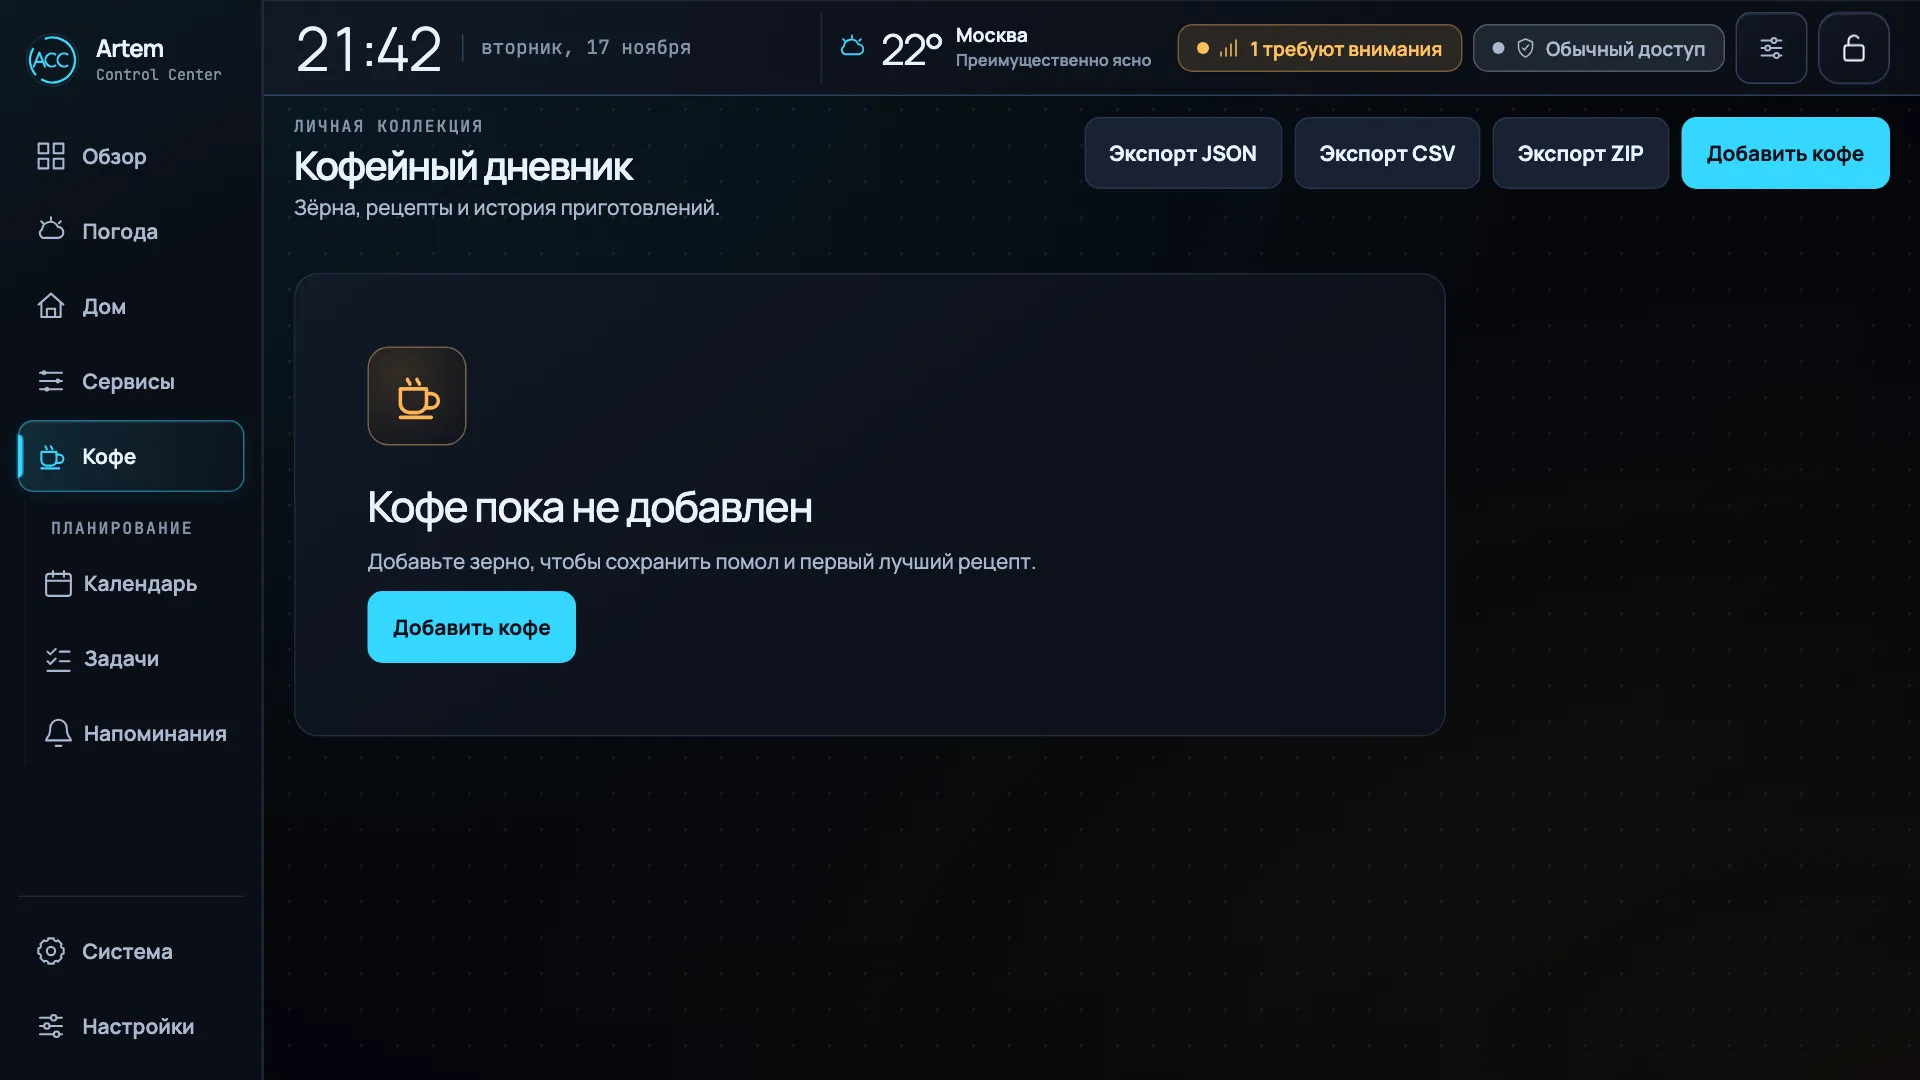 ACC
Artem
Control Center
Обзор
Погода
Дом
Сервисы
Кофе
ПЛАНИРОВАНИЕ
Календарь
Задачи
Напоминания
Система
Настройки
21:42
вторник, 17 ноября
22°
Москва
Преимущественно ясно
1 требуют внимания
Обычный доступ
ЛИЧНАЯ КОЛЛЕКЦИЯ
Кофейный дневник
Зёрна, рецепты и история приготовлений.
Экспорт JSON
Экспорт CSV
Экспорт ZIP
Добавить кофе
Кофе пока не добавлен
Добавьте зерно, чтобы сохранить помол и первый лучший рецепт.
Добавить кофе